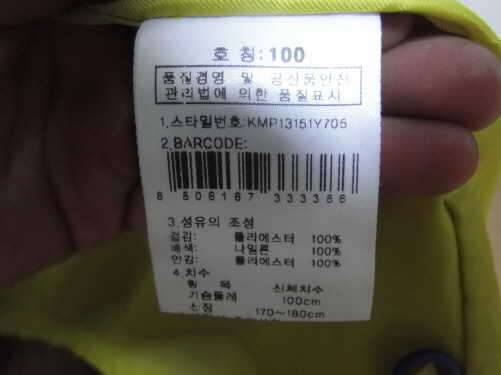 호 칭:100
품질경영 및 공산품안전
관리법에 의한 품질표시
1.스타일번호:KMP13151Y705
2.BARCODE:
8 806167 333386
3.섬유의 조성
겉감: 폴리에스터 100%
배색: 나일론 100%
안감: 폴리에스터 100%
4.치수
항 목 신체치수
가슴둘레 100cm
신장 170~180cm